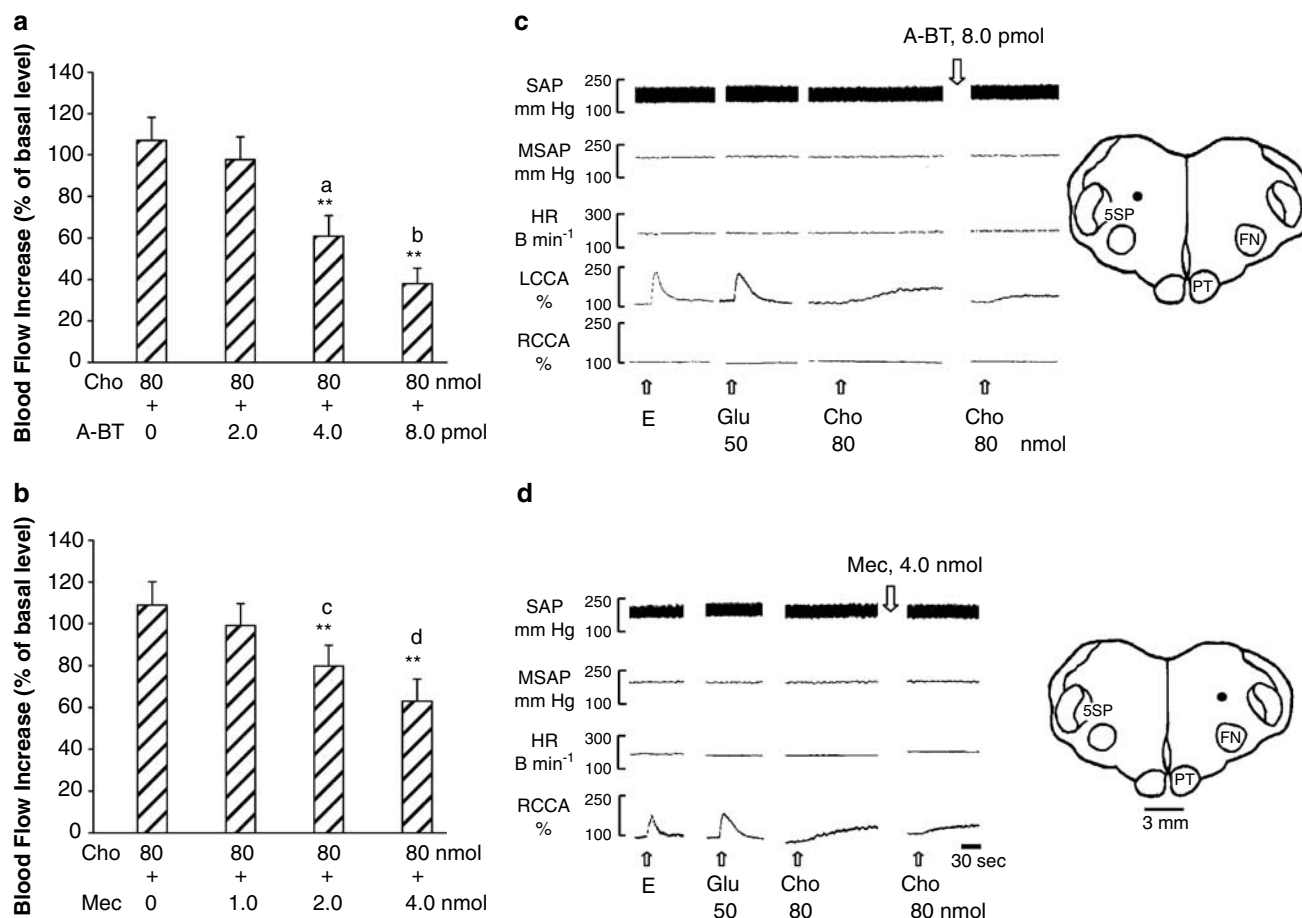 a
Blood Flow Increase (% of basal level)
140
120
100
80
60
40
20
0
a
**
b
**
Cho 80 80 80 80 nmol
+ + + +
A-BT 0 2.0 4.0 8.0 pmol
b
Blood Flow Increase (% of basal level)
140
120
100
80
60
40
20
0
c
**
d
**
Cho 80 80 80 80 nmol
+ + + +
Mec 0 1.0 2.0 4.0 nmol
c
A-BT, 8.0 pmol
SAP 250
mm Hg 100
MSAP 250
mm Hg 100
HR 300
B min⁻¹ 100
LCCA 250
% 100
RCCA 250
% 100
E Glu Cho Cho
50 80 80 nmol
5SP
FN
PT
d
Mec, 4.0 nmol
SAP 250
mm Hg 100
MSAP 250
mm Hg 100
HR 300
B min⁻¹ 100
RCCA 250
% 100
30 sec
E Glu Cho Cho
50 80 80 nmol
5SP
FN
PT
3 mm